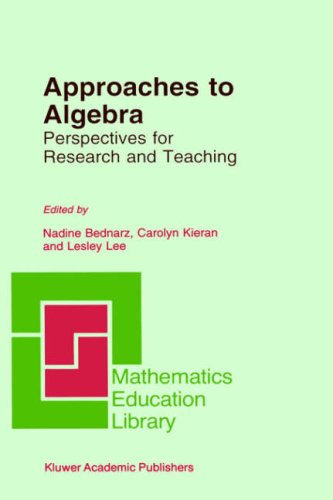 Approaches to
Algebra
Perspectives for
Research and Teaching
Edited by
Nadine Bednarz, Carolyn Kieran
and Lesley Lee
Mathematics
Education
Library
Kluwer Academic Publishers